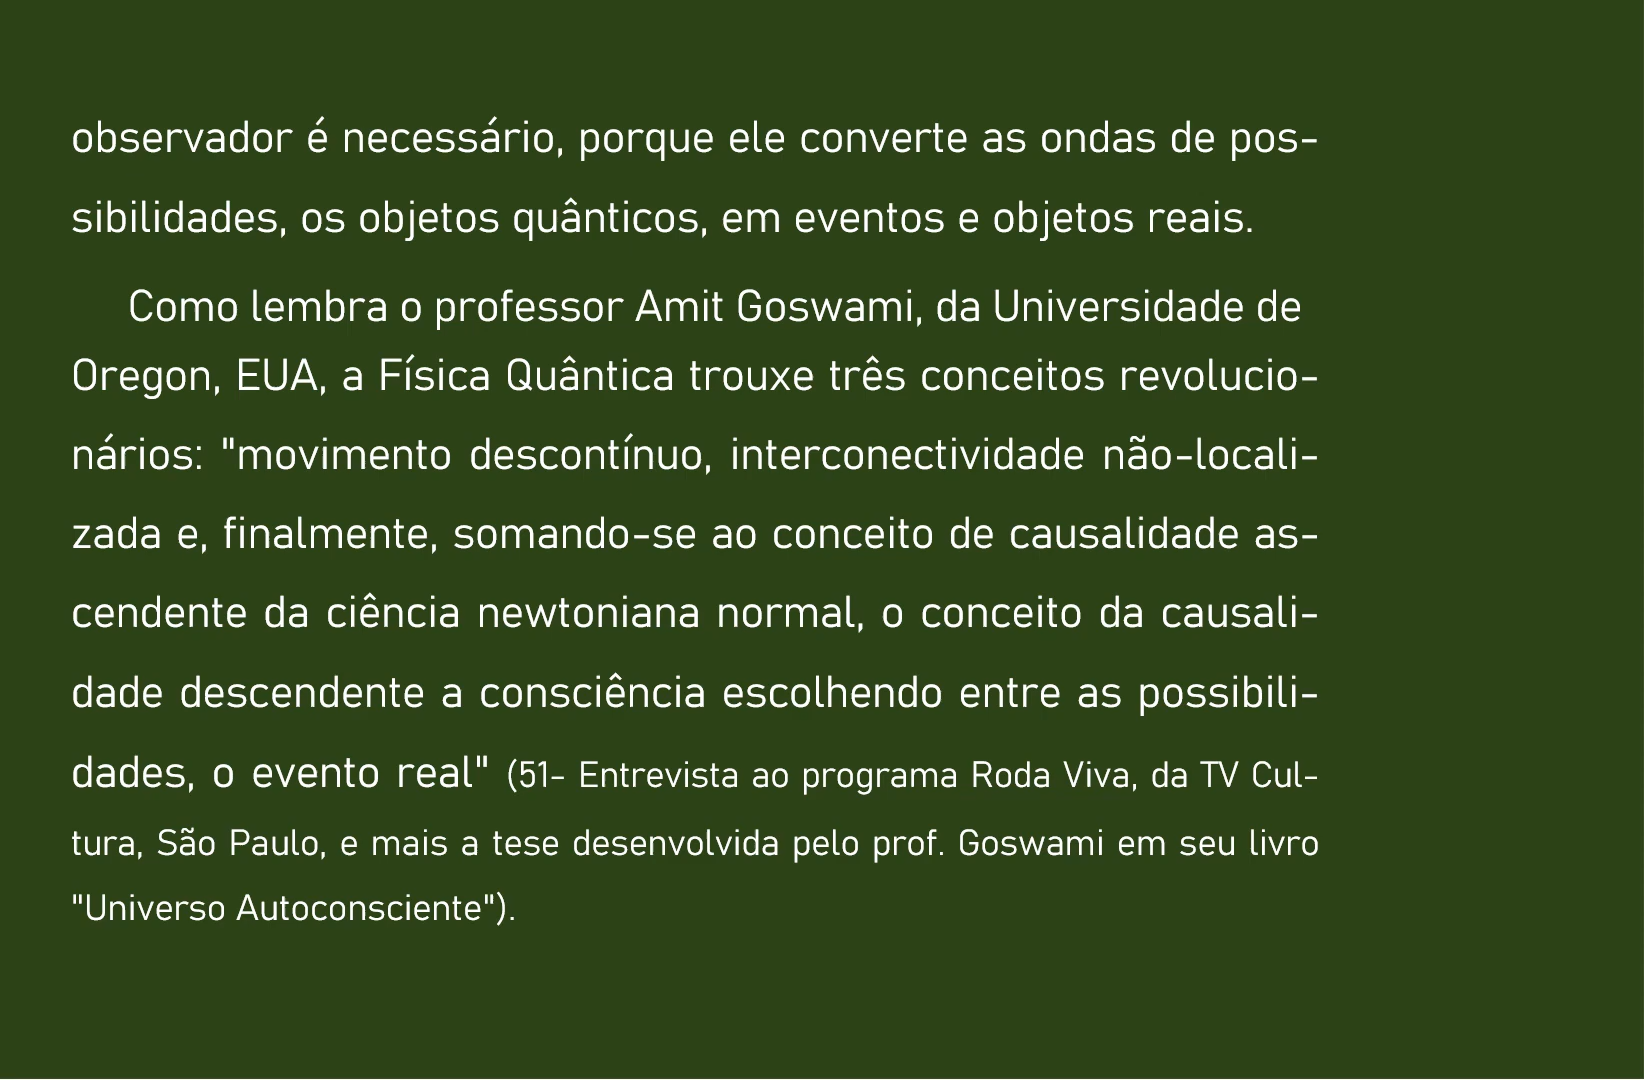 observador é necessário, porque ele converte as ondas de pos-
sibilidades, os objetos quânticos, em eventos e objetos reais.
Como lembra o professor Amit Goswami, da Universidade de
Oregon, EUA, a Física Quântica trouxe três conceitos revolucio-
nários: "movimento descontínuo, interconectividade não-locali-
zada e, finalmente, somando-se ao conceito de causalidade as-
cendente da ciência newtoniana normal, o conceito da causali-
dade descendente a consciência escolhendo entre as possibili-
dades, o evento real" (51- Entrevista ao programa Roda Viva, da TV Cul-
tura, São Paulo, e mais a tese desenvolvida pelo prof. Goswami em seu livro
"Universo Autoconsciente").